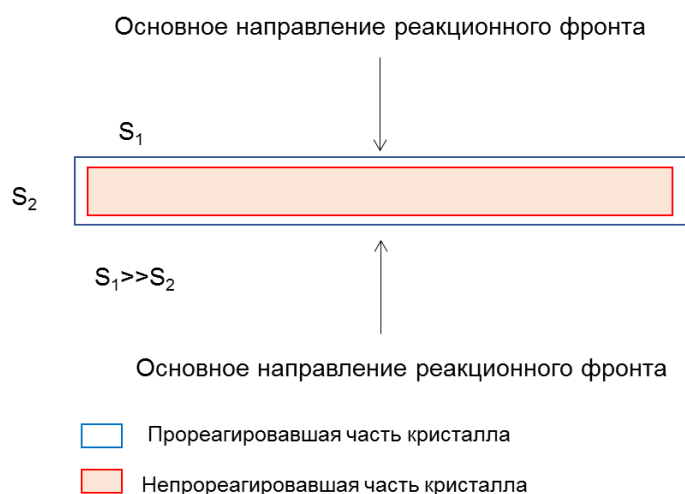 Основное направление реакционного фронта
S₁
S₂
S₁>>S₂
Основное направление реакционного фронта
Прореагировавшая часть кристалла
Непрореагировавшая часть кристалла